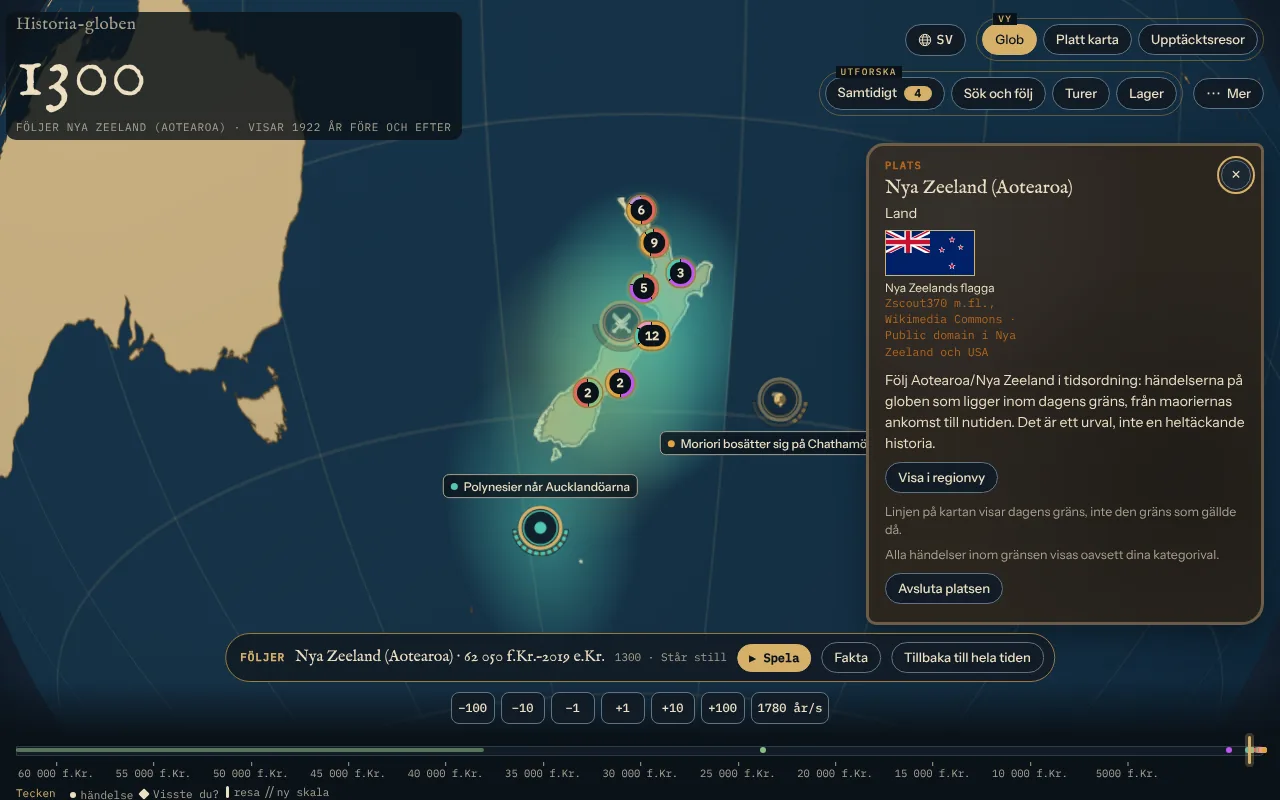 Historia-globen
1300
FÖLJER NYA ZEELAND (AOTEAROA) · VISAR 1922 ÅR FÖRE OCH EFTER
SV
VY
Glob
Platt karta
Upptäcktsresor
UTFORSKA
Samtidigt 4
Sök och följ
Turer
Lager
··· Mer
PLATS
Nya Zeeland (Aotearoa)
×
Land
Nya Zeelands flagga
Zscout370 m.fl.,
Wikimedia Commons ·
Public domain i Nya
Zeeland och USA
Följ Aotearoa/Nya Zeeland i tidsordning: händelserna på
globen som ligger inom dagens gräns, från maoriernas
ankomst till nutiden. Det är ett urval, inte en heltäckande
historia.
Visa i regionvy
Linjen på kartan visar dagens gräns, inte den gräns som gällde
då.
Alla händelser inom gränsen visas oavsett dina kategorival.
Avsluta platsen
6
9
3
5
12
2
2
Moriori bosätter sig på Chathamö
Polynesier når Aucklandöarna
FÖLJER Nya Zeeland (Aotearoa) · 62 050 f.Kr.–2019 e.Kr. 1300 · Står still ▶ Spela Fakta Tillbaka till hela tiden
−100 −10 −1 +1 +10 +100 1780 år/s
60 000 f.Kr. 55 000 f.Kr. 50 000 f.Kr. 45 000 f.Kr. 40 000 f.Kr. 35 000 f.Kr. 30 000 f.Kr. 25 000 f.Kr. 20 000 f.Kr. 15 000 f.Kr. 10 000 f.Kr. 5000 f.Kr.
Tecken händelse Visste du? resa // ny skala